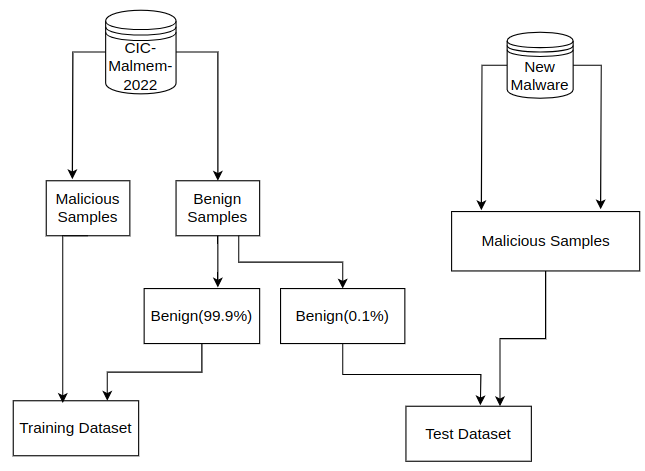 CIC-
Malmem-
2022
New
Malware
Malicious
Samples
Benign
Samples
Malicious Samples
Benign(99.9%)
Benign(0.1%)
Training Dataset
Test Dataset